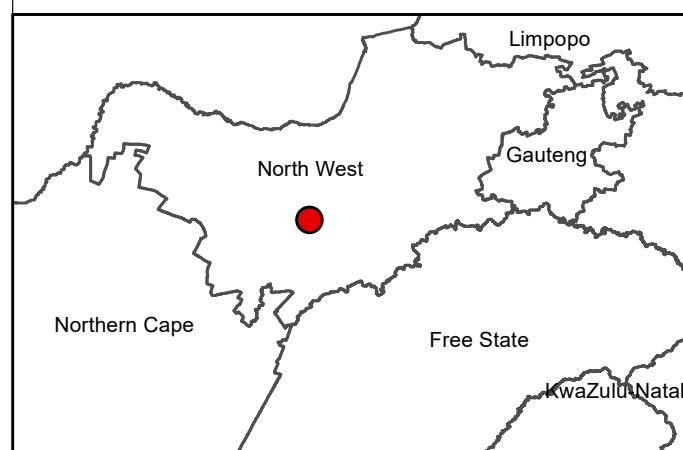 Limpopo
North West
Gauteng
Northern Cape
Free State
KwaZulu-Natal